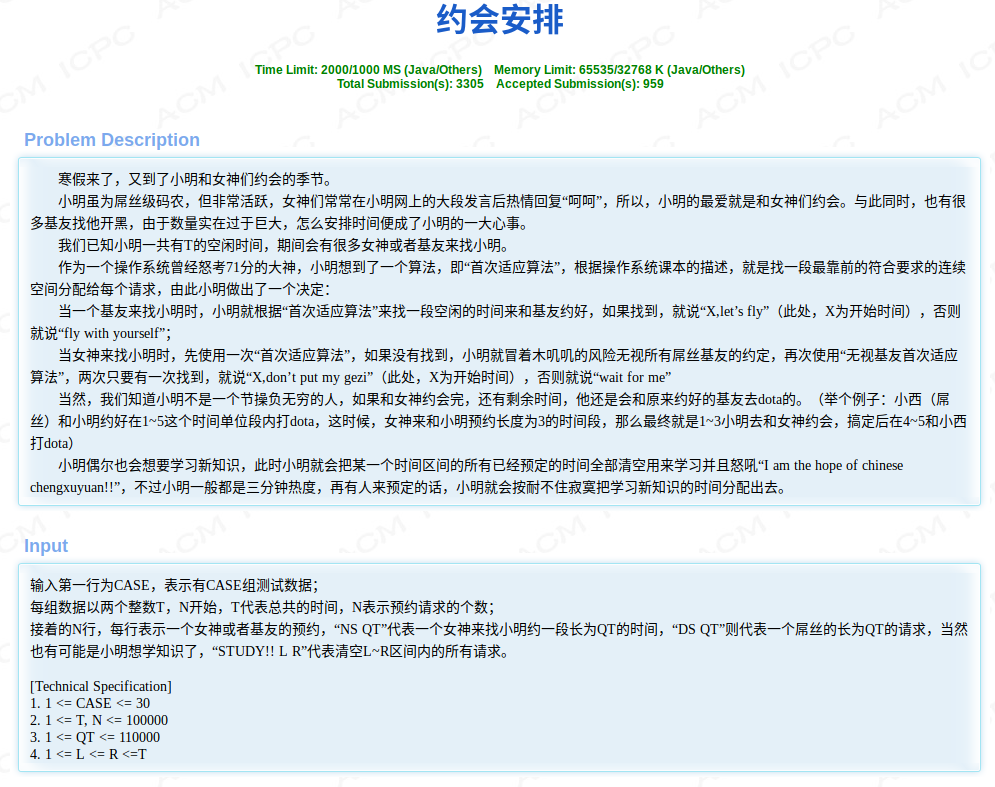 约会安排
Time Limit: 2000/1000 MS (Java/Others) Memory Limit: 65535/32768 K (Java/Others)
Total Submission(s): 3305 Accepted Submission(s): 959
Problem Description
寒假来了，又到了小明和女神们约会的季节。
小明虽为屌丝级码农，但非常活跃，女神们常常在小明网上的大段发言后热情回复“呵呵”，所以，小明的最爱就是和女神们约会。与此同时，也有很
多基友找他开黑，由于数量实在过于巨大，怎么安排时间便成了小明的一大心事。
我们已知小明一共有T的空闲时间，期间会有很多女神或者基友来找小明。
作为一个操作系统曾经怒考71分的大神，小明想到了一个算法，即“首次适应算法”，根据操作系统课本的描述，就是找一段最靠前的符合要求的连续
空间分配给每个请求，由此小明做出了一个决定：
当一个基友来找小明时，小明就根据“首次适应算法”来找一段空闲的时间来和基友约好，如果找到，就说“X,let’s fly”（此处，X为开始时间），否则
就说“fly with yourself”；
当女神来找小明时，先使用一次“首次适应算法”，如果没有找到，小明就冒着木叽叽的风险无视所有屌丝基友的约定，再次使用“无视基友首次适应
算法”，两次只要有一次找到，就说“X,don’t put my gezi”（此处，X为开始时间），否则就说“wait for me”
当然，我们知道小明不是一个节操负无穷的人，如果和女神约会完，还有剩余时间，他还是会和原来约好的基友去dota的。（举个例子：小西（屌
丝）和小明约好在1~5这个时间单位段内打dota，这时候，女神来和小明预约长度为3的时间段，那么最终就是1~3小明去和女神约会，搞定后在4~5和小西
打dota）
小明偶尔也会想要学习新知识，此时小明就会把某一个时间区间的所有已经预定的时间全部清空用来学习并且怒吼“I am the hope of chinese
chengxuyuan!!”，不过小明一般都是三分钟热度，再有人来预定的话，小明就会按耐不住寂寞把学习新知识的时间分配出去。
Input
输入第一行为CASE，表示有CASE组测试数据；
每组数据以两个整数T，N开始，T代表总共的时间，N表示预约请求的个数；
接着的N行，每行表示一个女神或者基友的预约，“NS QT”代表一个女神来找小明约一段长为QT的时间，“DS QT”则代表一个屌丝的长为QT的请求，当然
也有可能是小明想学知识了，“STUDY!! L R”代表清空L~R区间内的所有请求。
[Technical Specification]
1. 1 <= CASE <= 30
2. 1 <= T, N <= 100000
3. 1 <= QT <= 110000
4. 1 <= L <= R <=T